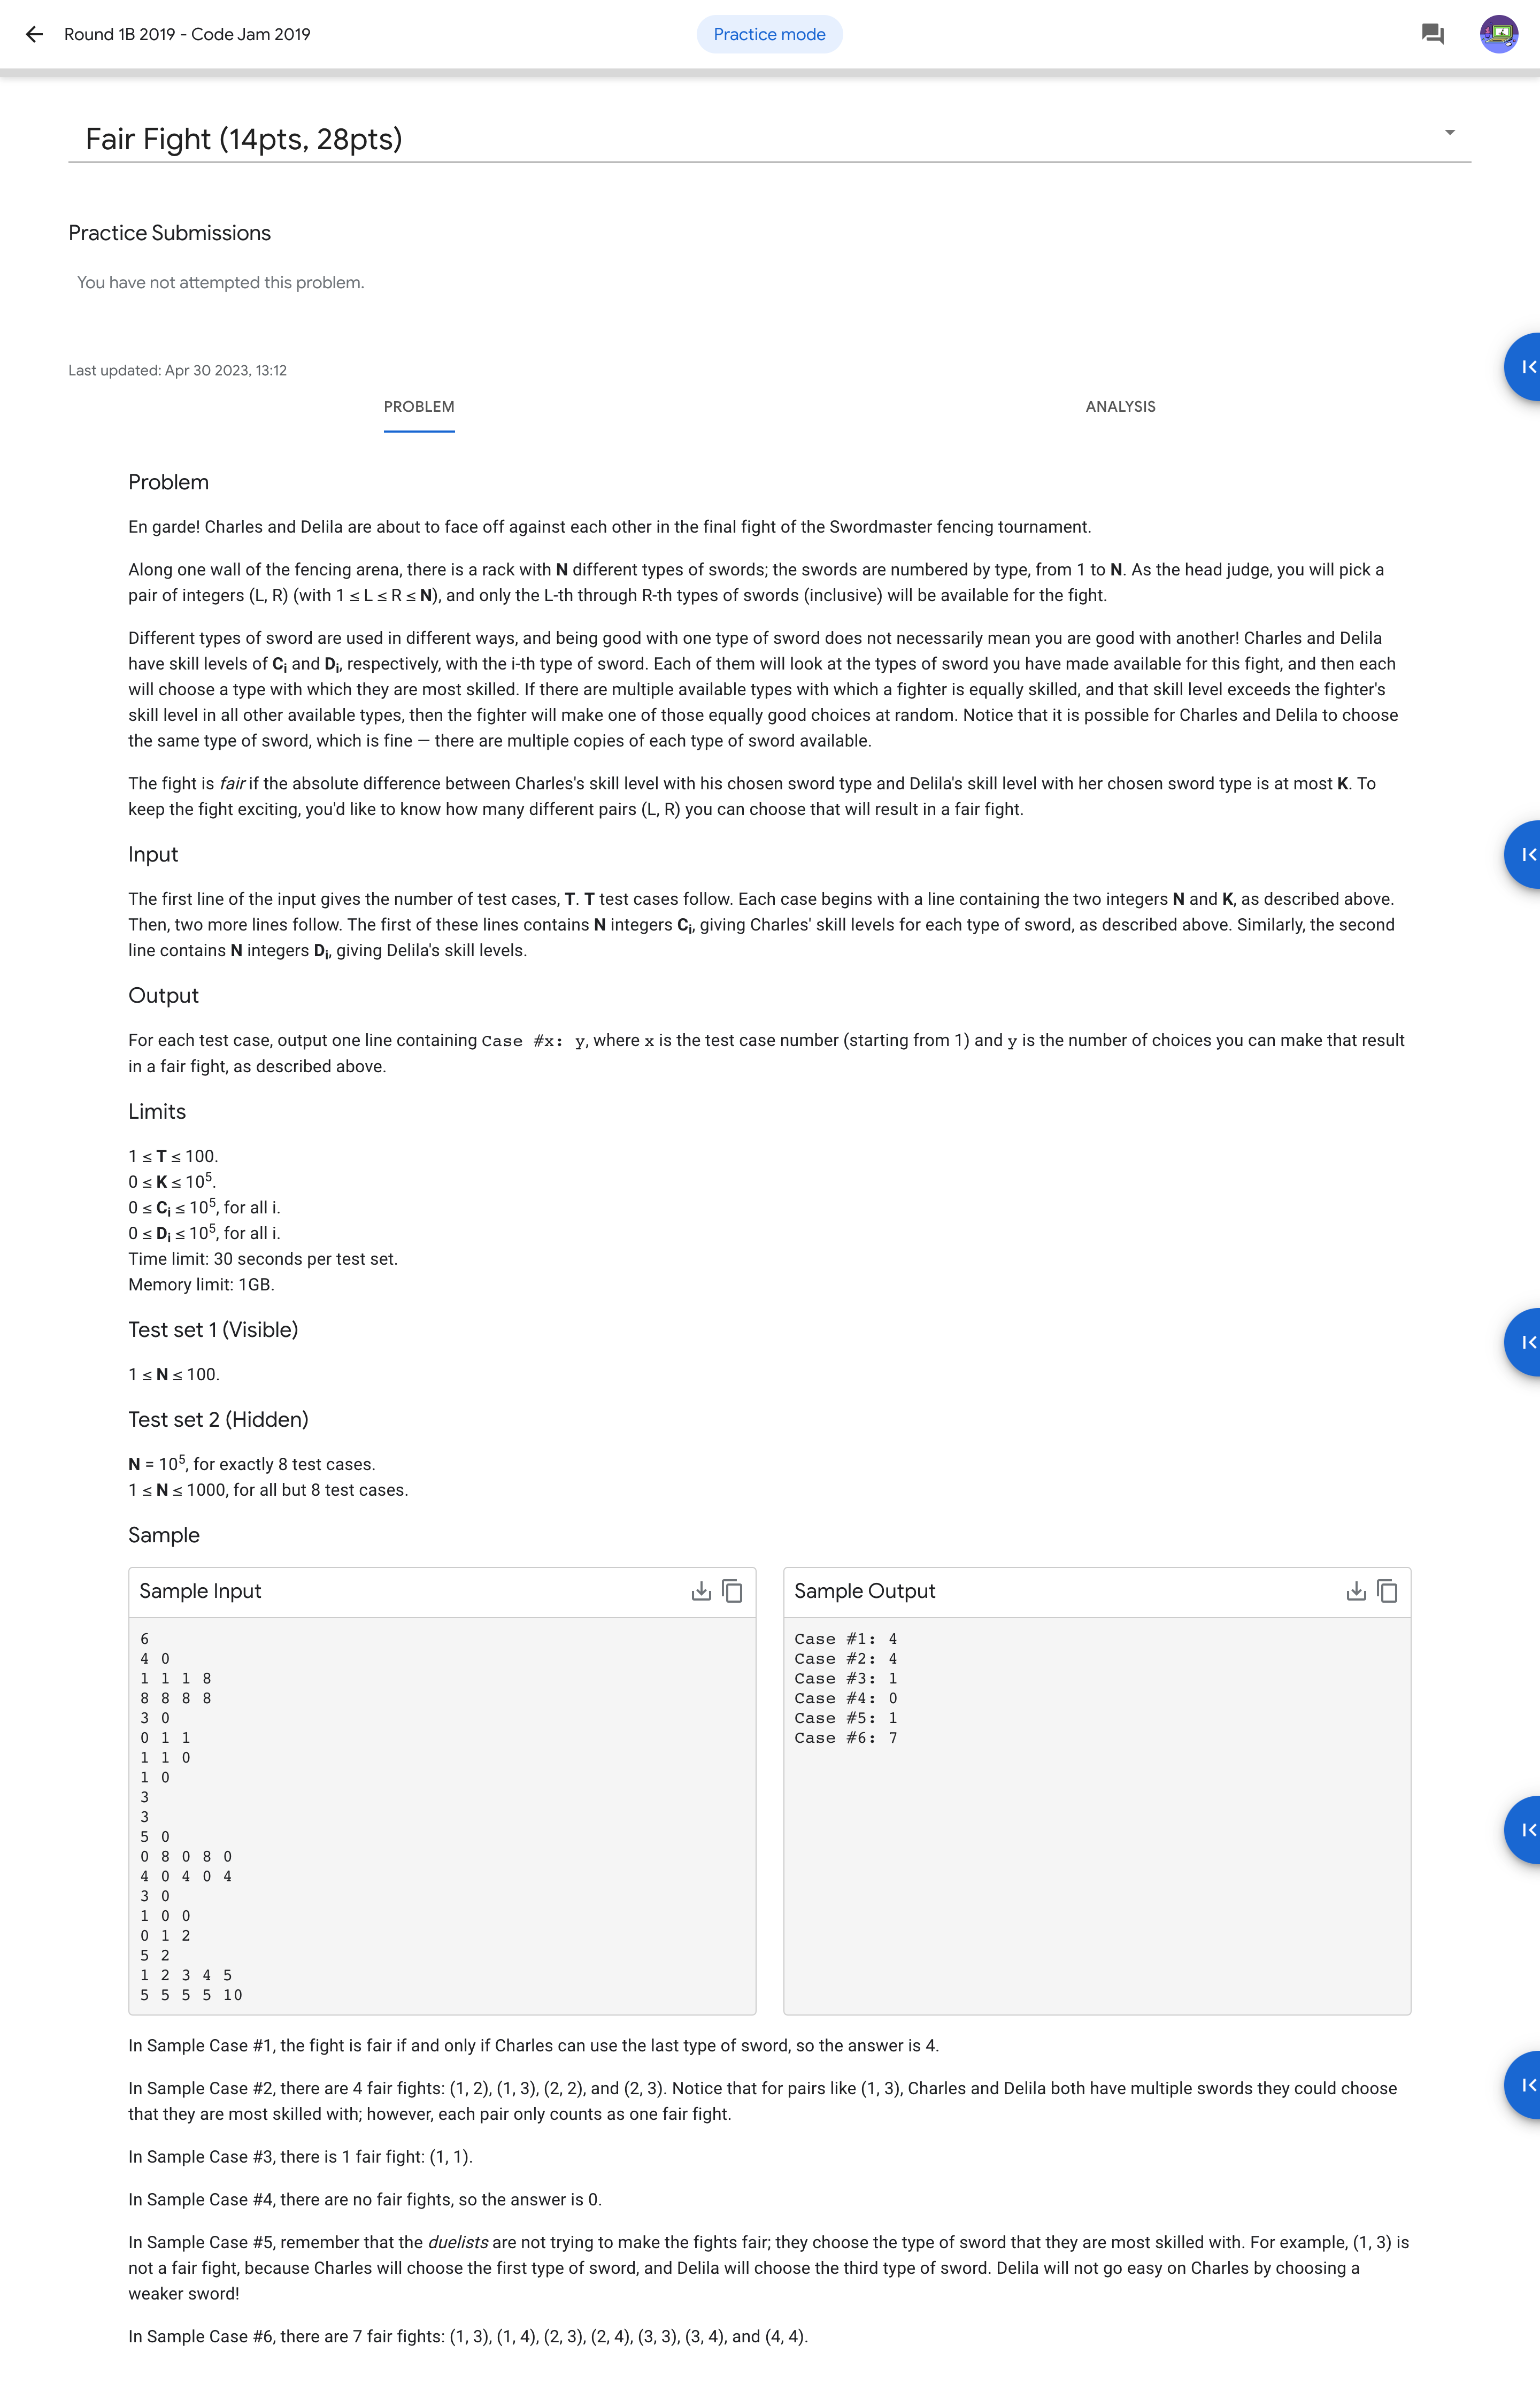 Round 1B 2019 - Code Jam 2019
Practice mode
Fair Fight (14pts, 28pts)
Practice Submissions
You have not attempted this problem.
Last updated: Apr 30 2023, 13:12
PROBLEM
ANALYSIS
Problem
En garde! Charles and Delila are about to face off against each other in the final fight of the Swordmaster fencing tournament.
Along one wall of the fencing arena, there is a rack with N different types of swords; the swords are numbered by type, from 1 to N. As the head judge, you will pick a
pair of integers (L, R) (with 1 ≤ L ≤ R ≤ N), and only the L-th through R-th types of swords (inclusive) will be available for the fight.
Different types of sword are used in different ways, and being good with one type of sword does not necessarily mean you are good with another! Charles and Delila
have skill levels of Ci and Di, respectively, with the i-th type of sword. Each of them will look at the types of sword you have made available for this fight, and then each
will choose a type with which they are most skilled. If there are multiple available types with which a fighter is equally skilled, and that skill level exceeds the fighter's
skill level in all other available types, then the fighter will make one of those equally good choices at random. Notice that it is possible for Charles and Delila to choose
the same type of sword, which is fine — there are multiple copies of each type of sword available.
The fight is fair if the absolute difference between Charles's skill level with his chosen sword type and Delila's skill level with her chosen sword type is at most K. To
keep the fight exciting, you'd like to know how many different pairs (L, R) you can choose that will result in a fair fight.
Input
The first line of the input gives the number of test cases, T. T test cases follow. Each case begins with a line containing the two integers N and K, as described above.
Then, two more lines follow. The first of these lines contains N integers Ci, giving Charles' skill levels for each type of sword, as described above. Similarly, the second
line contains N integers Di, giving Delila's skill levels.
Output
For each test case, output one line containing Case #x: y, where x is the test case number (starting from 1) and y is the number of choices you can make that result
in a fair fight, as described above.
Limits
1 ≤ T ≤ 100.
0 ≤ K ≤ 10^5.
0 ≤ Ci ≤ 10^5, for all i.
0 ≤ Di ≤ 10^5, for all i.
Time limit: 30 seconds per test set.
Memory limit: 1GB.
Test set 1 (Visible)
1 ≤ N ≤ 100.
Test set 2 (Hidden)
N = 10^5, for exactly 8 test cases.
1 ≤ N ≤ 1000, for all but 8 test cases.
Sample
Sample Input
6
4 0
1 1 1 8
8 8 8 8
3 0
0 1 1
1 1 0
1 0
3
3
5 0
0 8 0 8 0
4 0 4 0 4
3 0
1 0 0
0 1 2
5 2
1 2 3 4 5
5 5 5 5 10
Sample Output
Case #1: 4
Case #2: 4
Case #3: 1
Case #4: 0
Case #5: 1
Case #6: 7
In Sample Case #1, the fight is fair if and only if Charles can use the last type of sword, so the answer is 4.
In Sample Case #2, there are 4 fair fights: (1, 2), (1, 3), (2, 2), and (2, 3). Notice that for pairs like (1, 3), Charles and Delila both have multiple swords they could choose
that they are most skilled with; however, each pair only counts as one fair fight.
In Sample Case #3, there is 1 fair fight: (1, 1).
In Sample Case #4, there are no fair fights, so the answer is 0.
In Sample Case #5, remember that the duelists are not trying to make the fights fair; they choose the type of sword that they are most skilled with. For example, (1, 3) is
not a fair fight, because Charles will choose the first type of sword, and Delila will choose the third type of sword. Delila will not go easy on Charles by choosing a
weaker sword!
In Sample Case #6, there are 7 fair fights: (1, 3), (1, 4), (2, 3), (2, 4), (3, 3), (3, 4), and (4, 4).